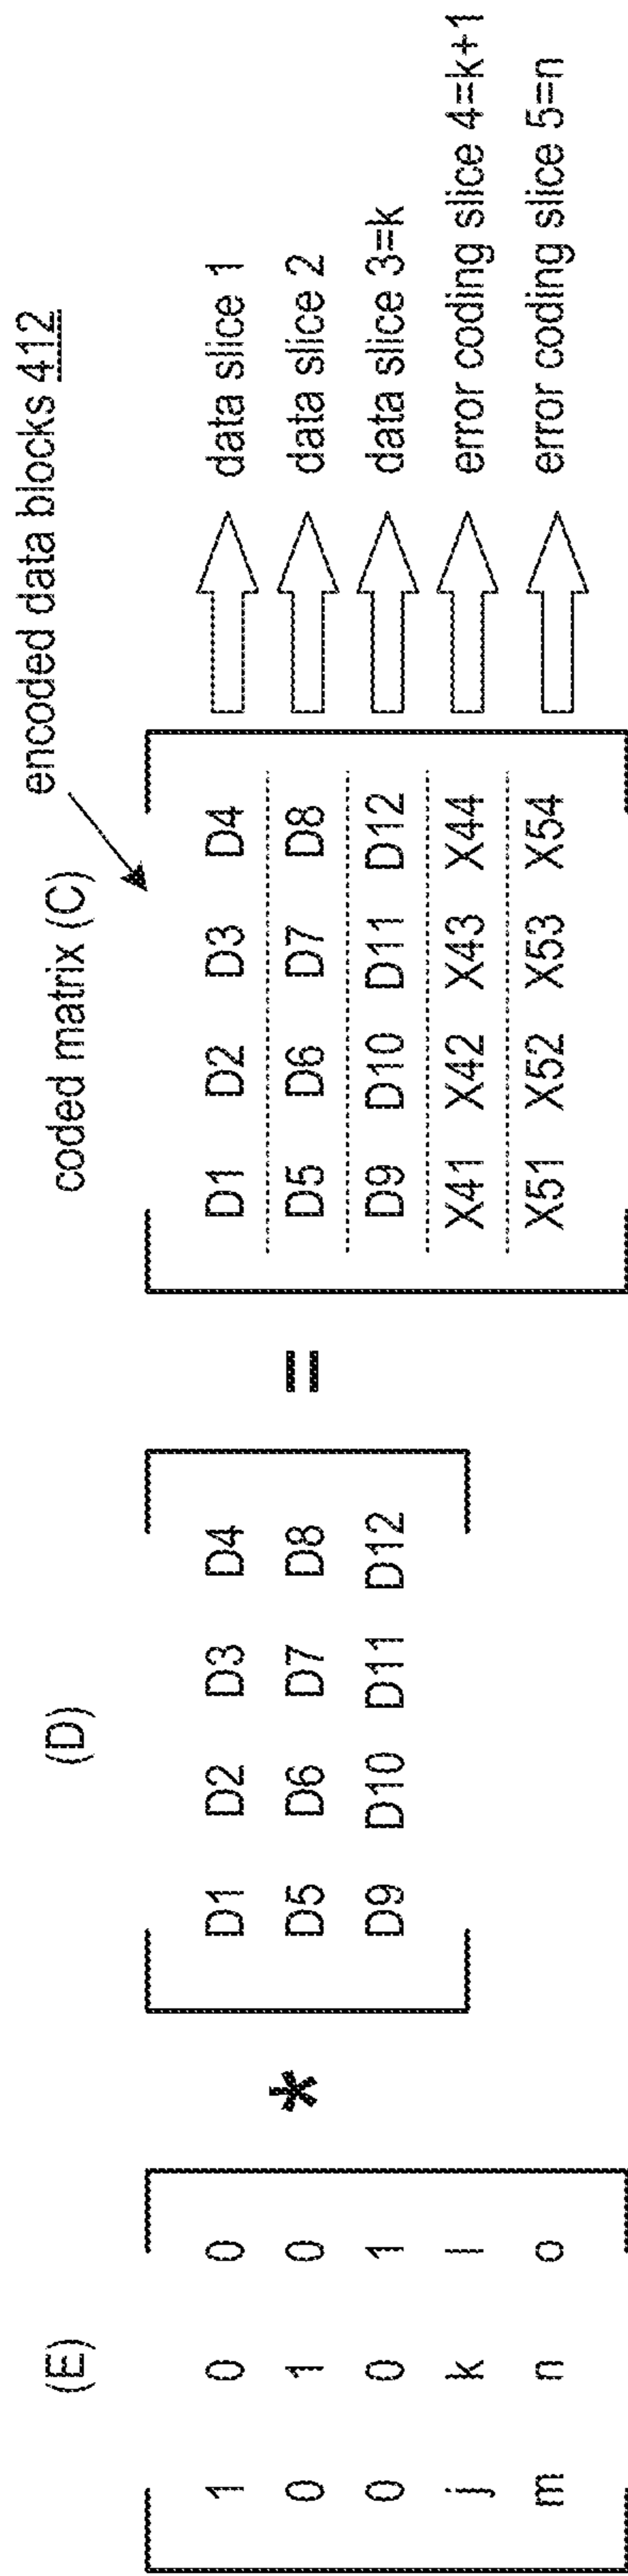 encoded data blocks 412
(E) (D) coded matrix (C)
1 0 0 D1 D2 D3 D4 D1 D2 D3 D4 data slice 1
0 1 0 * D5 D6 D7 D8 = D5 D6 D7 D8 data slice 2
0 0 1 D9 D10 D11 D12 D9 D10 D11 D12 data slice 3=k
j k l X41 X42 X43 X44 error coding slice 4=k+1
m n o X51 X52 X53 X54 error coding slice 5=n